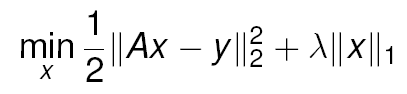 min_x 1/2 ‖Ax − y‖₂² + λ‖x‖₁